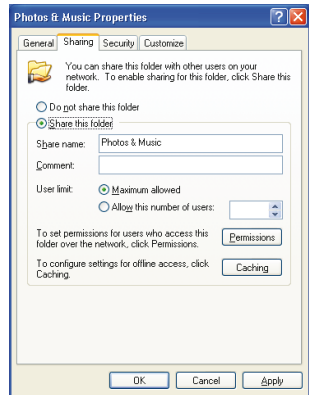 Photos & Music Properties
General Sharing Security Customize
You can share this folder with other users on your
network. To enable sharing for this folder, click Share this
folder.
Do not share this folder
Share this folder
Share name: Photos & Music
Comment:
User limit: Maximum allowed
Allow this number of users:
To set permissions for users who access this
folder over the network, click Permissions.
Permissions
To configure settings for offline access, click
Caching.
Caching
OK Cancel Apply